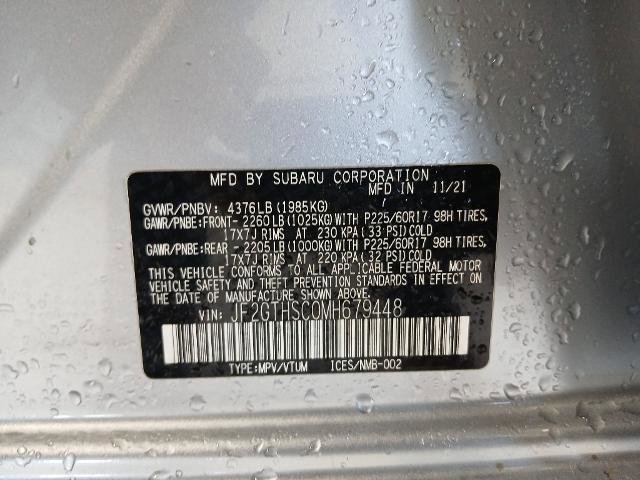 MFD BY SUBARU CORPORATION
MFD IN 11/21
GVWR/PNBV: 4376LB(1985KG)
GAWR/PNBE:FRONT-2260LB(1025KG)WITH P225/60R17 98H TIRES,
17X7J RIMS AT 230 KPA(33 PSI)COLD
GAWR/PNBE:REAR -2205LB(1000KG)WITH P225/60R17 98H TIRES,
17X7J RIMS AT 220 KPA(32 PSI)COLD
THIS VEHICLE CONFORMS TO ALL APPLICABLE FEDERAL MOTOR
VEHICLE SAFETY AND THEFT PREVENTION STANDARDS IN EFFECT
ON THE DATE OF MANUFACTURE SHOWN ABOVE.
VIN: JF2GTHSC0MH679448
TYPE:MPV/VTUM ICES/NMB-002